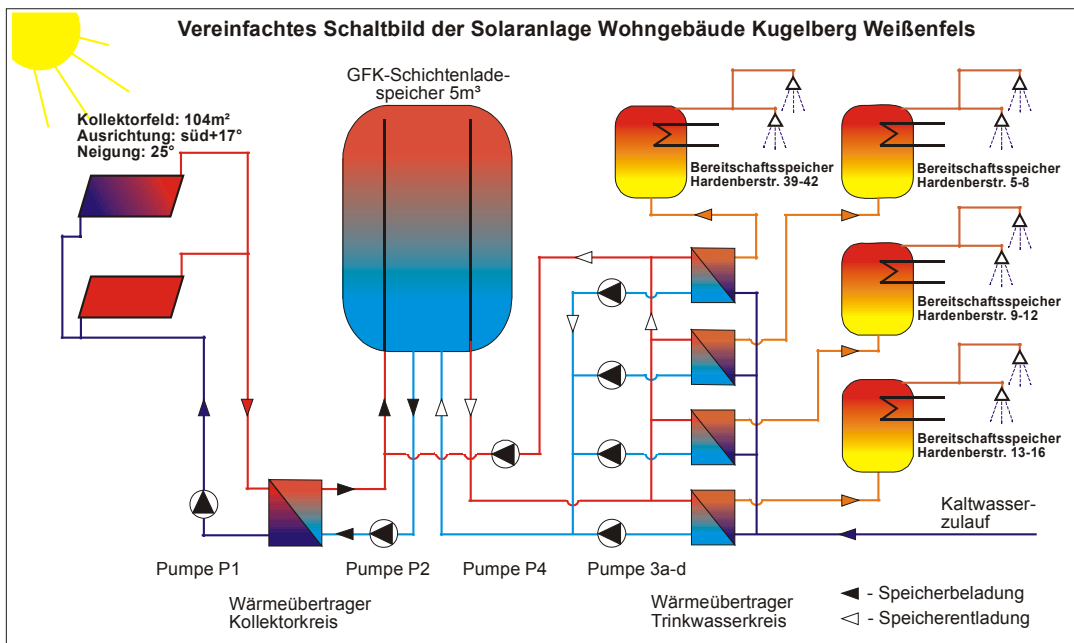 Vereinfachtes Schaltbild der Solaranlage Wohngebäude Kugelberg Weißenfels
GFK-Schichtenlade-
speicher 5m³
Kollektorfeld: 104m²
Ausrichtung: süd+17°
Neigung: 25°
Bereitschaftsspeicher
Hardenberstr. 39-42
Bereitschaftsspeicher
Hardenberstr. 5-8
Bereitschaftsspeicher
Hardenberstr. 9-12
Bereitschaftsspeicher
Hardenberstr. 13-16
Kaltwasser-
zulauf
Pumpe P1
Pumpe P2
Pumpe P4
Pumpe 3a-d
Wärmeübertrager
Kollektorkreis
Wärmeübertrager
Trinkwasserkreis
- Speicherbeladung
- Speicherentladung